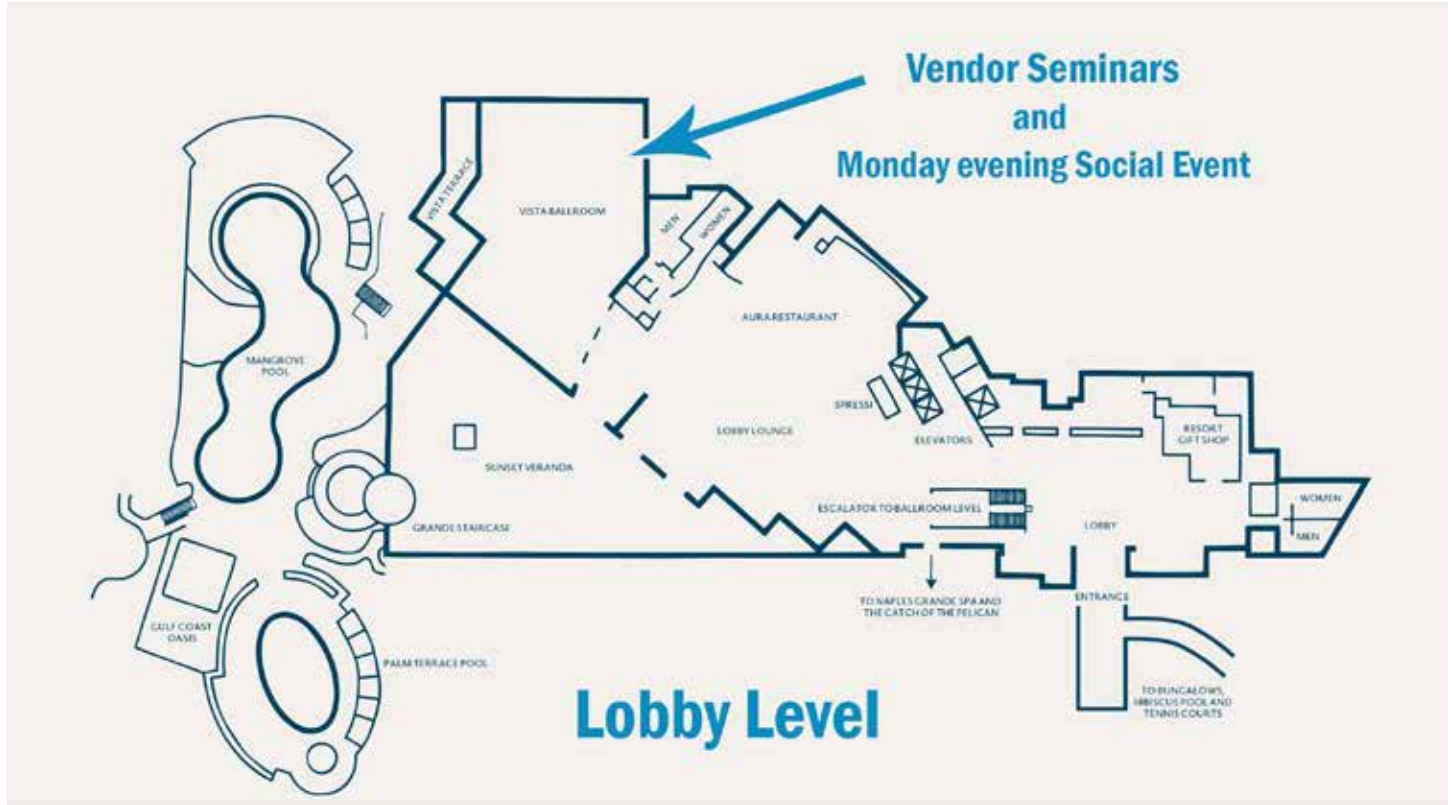 Vendor Seminars
and
Monday evening Social Event
VISTA TERRACE
VISTA BALLROOM
MEN
WOMEN
AURA RESTAURANT
MANGROVE
POOL
SPRESSI
LOBBY LOUNGE
ELEVATORS
RESORT
GIFT SHOP
SUNSET VERANDA
GRANDE STAIRCASE
ESCALATOR TO BALLROOM LEVEL
LOBBY
WOMEN
MEN
ENTRANCE
TO NAPLES GRANDE SPA AND
THE CATCH OF THE PELICAN
GULF COAST
OASIS
PALM TERRACE POOL
TO BUNGALOWS,
HIBISCUS POOL AND
TENNIS COURTS
Lobby Level